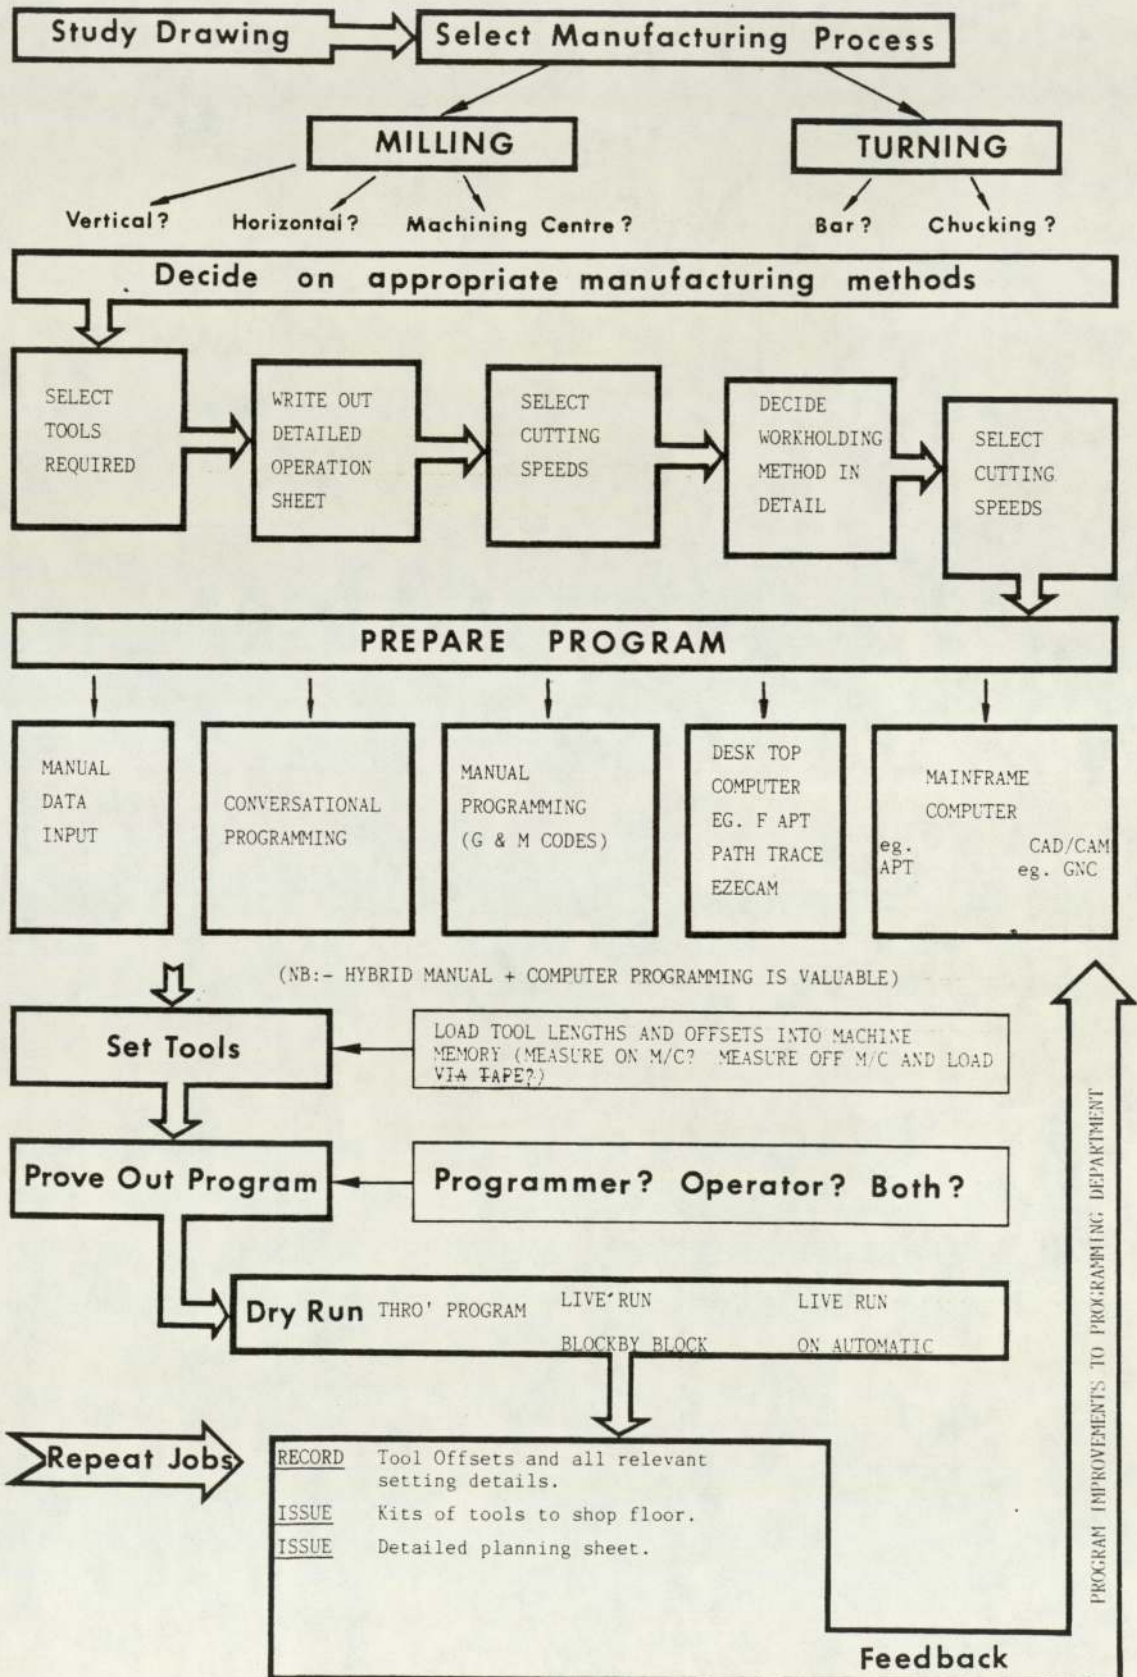 Study Drawing
Select Manufacturing Process
MILLING
TURNING
Vertical?
Horizontal?
Machining Centre?
Bar?
Chucking?
Decide on appropriate manufacturing methods
SELECT
TOOLS
REQUIRED
WRITE OUT
DETAILED
OPERATION
SHEET
SELECT
CUTTING
SPEEDS
DECIDE
WORKHOLDING
METHOD IN
DETAIL
SELECT
CUTTING
SPEEDS
PREPARE PROGRAM
MANUAL
DATA
INPUT
CONVERSATIONAL
PROGRAMMING
MANUAL
PROGRAMMING
(G & M CODES)
DESK TOP
COMPUTER
EG. F APT
PATH TRACE
EZECAM
MAINFRAME
COMPUTER
eg.
APT
CAD/CAM
eg. GNC
(NB:- HYBRID MANUAL + COMPUTER PROGRAMMING IS VALUABLE)
Set Tools
LOAD TOOL LENGTHS AND OFFSETS INTO MACHINE
MEMORY (MEASURE ON M/C? MEASURE OFF M/C AND LOAD
VIA TAPE?)
Prove Out Program
Programmer? Operator? Both?
Dry Run THRO' PROGRAM
LIVE RUN
BLOCKBY BLOCK
LIVE RUN
ON AUTOMATIC
Repeat Jobs
RECORD Tool Offsets and all relevant
setting details.
ISSUE Kits of tools to shop floor.
ISSUE Detailed planning sheet.
Feedback
PROGRAM IMPROVEMENTS TO PROGRAMMING DEPARTMENT